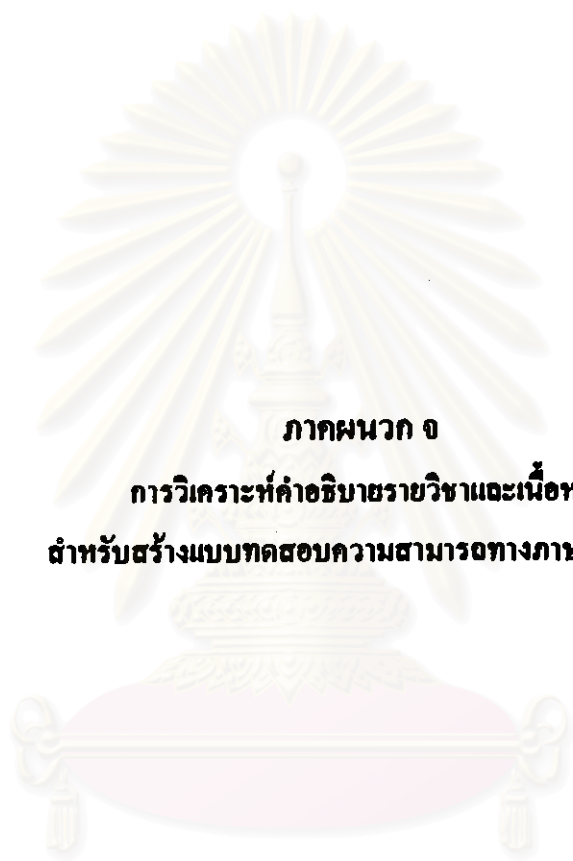 ภาคผนวก จ
การวิเคราะห์คำอธิบายรายวิชาและเนื้อห
สำหรับสร้างแบบทดสอบความสามารถทางภาษ